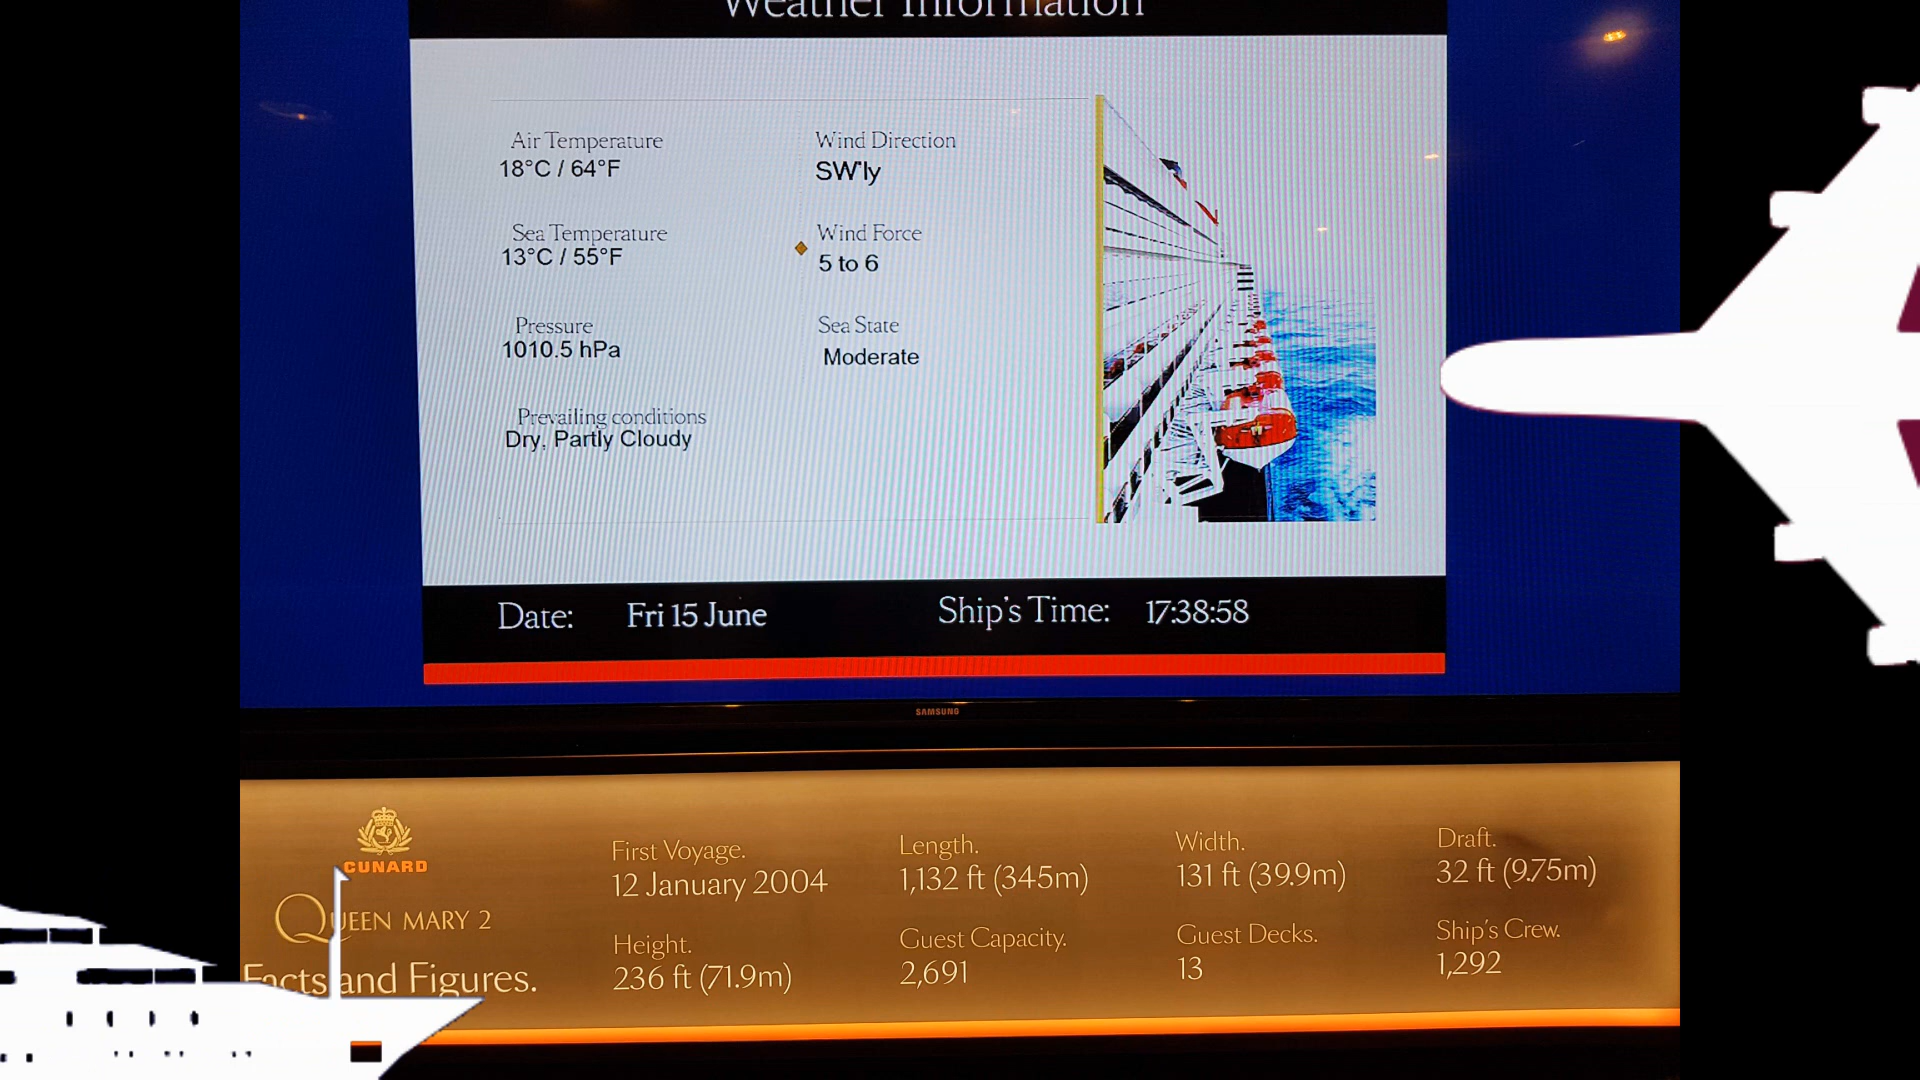 Weather Information
Air Temperature
18°C / 64°F
Wind Direction
SW'ly
Sea Temperature
13°C / 55°F
Wind Force
5 to 6
Pressure
1010.5 hPa
Sea State
Moderate
Prevailing conditions
Dry, Partly Cloudy
Date: Fri 15 June Ship's Time: 17:38:58
SAMSUNG
CUNARD
QUEEN MARY 2
Facts and Figures.
First Voyage.
12 January 2004
Length.
1,132 ft (345m)
Width.
131 ft (39.9m)
Draft.
32 ft (9.75m)
Height.
236 ft (71.9m)
Guest Capacity.
2,691
Guest Decks.
13
Ship's Crew.
1,292